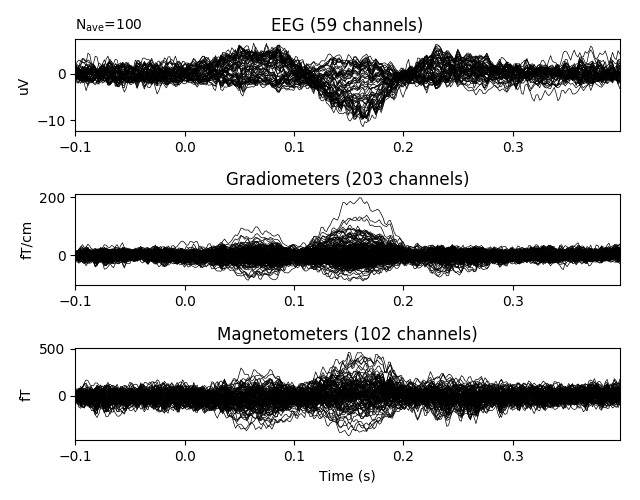 N_ave=100
EEG (59 channels)
0
−10
uV
−0.1 0.0 0.1 0.2 0.3
Gradiometers (203 channels)
200
0
fT/cm
−0.1 0.0 0.1 0.2 0.3
Magnetometers (102 channels)
500
0
fT
−0.1 0.0 0.1 0.2 0.3
Time (s)